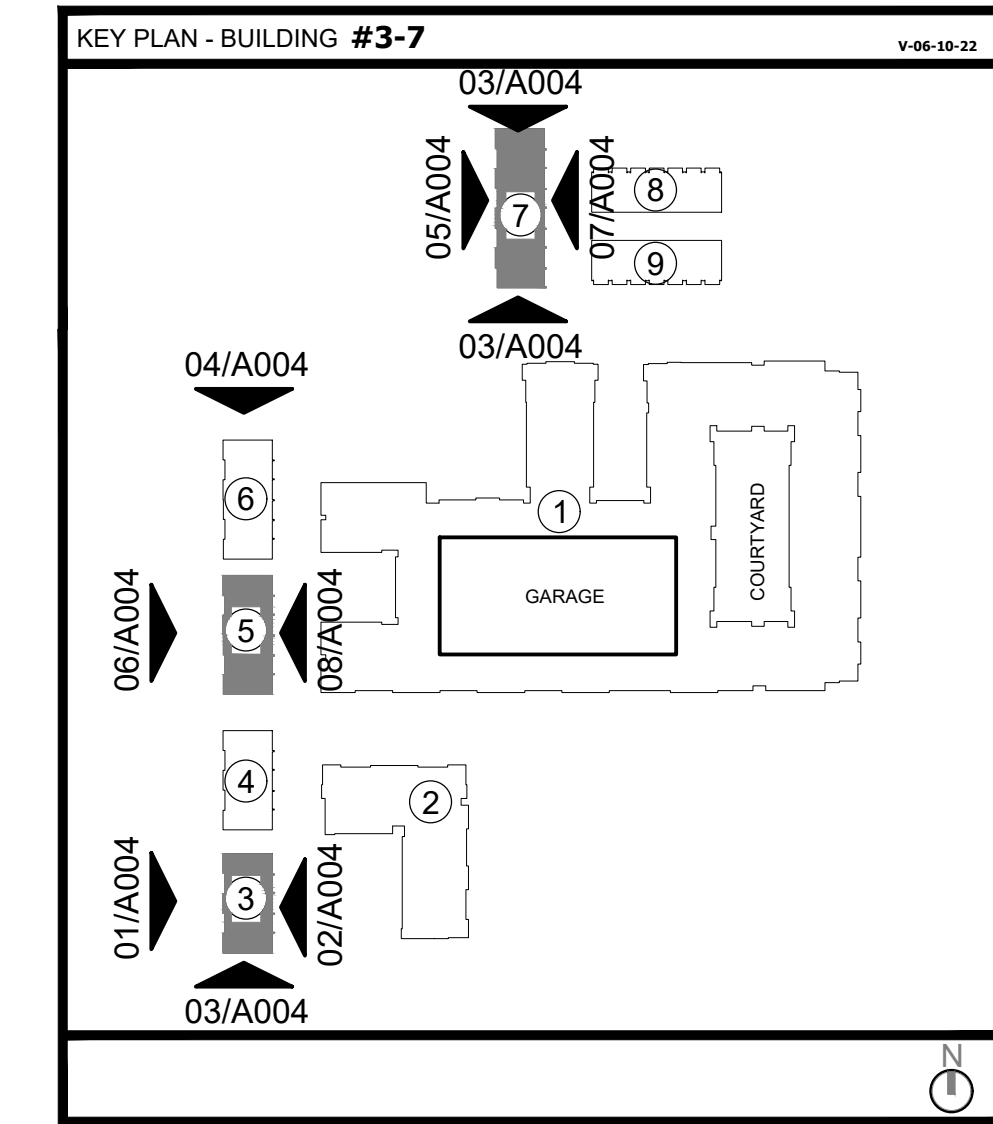 KEY PLAN - BUILDING #3-7
V-06-10-22
03/A004
05/A004
07/A004
7
8
9
03/A004
04/A004
6
1
COURTYARD
GARAGE
06/A004
5
08/A004
4
2
01/A004
3
02/A004
03/A004
N